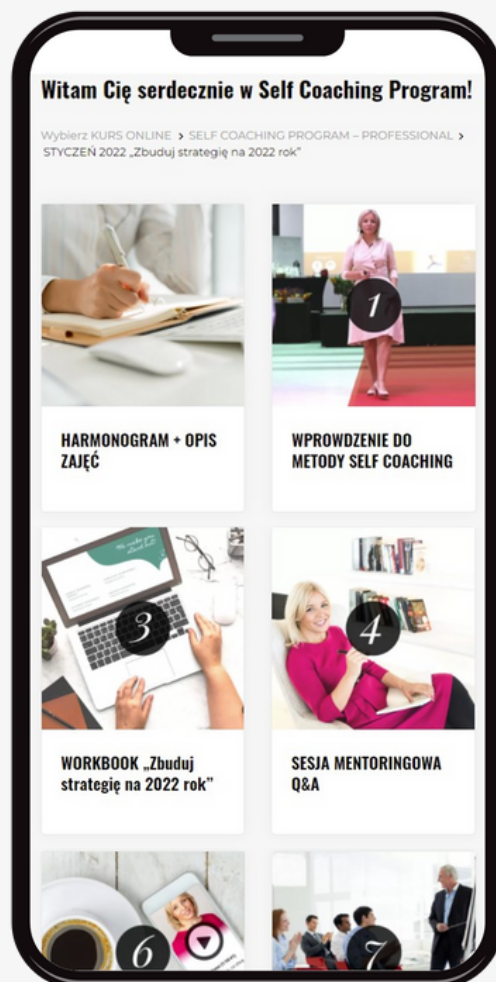 Witam Cię serdecznie w Self Coaching Program!
Wybierz KURS ONLINE > SELF COACHING PROGRAM – PROFESSIONAL >
STYCZEŃ 2022 „Zbuduj strategię na 2022 rok”
1
HARMONOGRAM + OPIS
ZAJĘĆ
WPROWDZENIE DO
METODY SELF COACHING
3
4
WORKBOOK „Zbuduj
strategię na 2022 rok”
SESJA MENTORINGOWA
Q&A
6
7